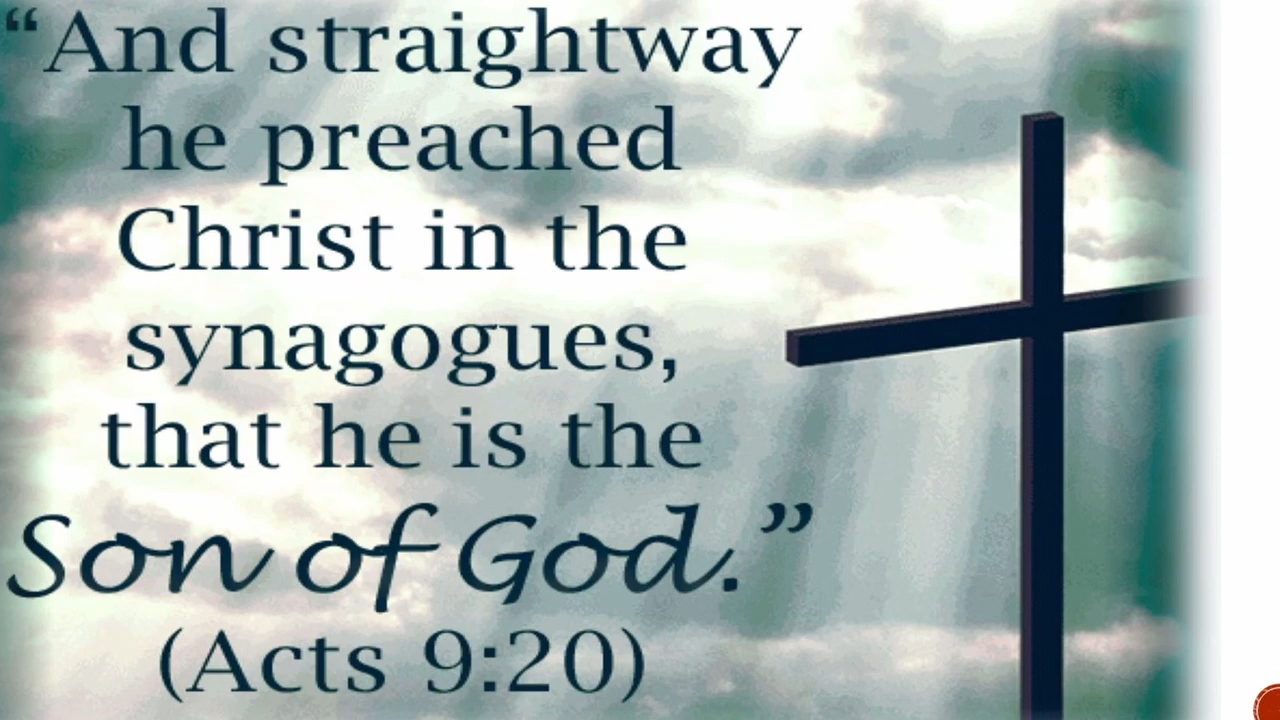 “And straightway
he preached
Christ in the
synagogues,
that he is the
Son of God.”
(Acts 9:20)